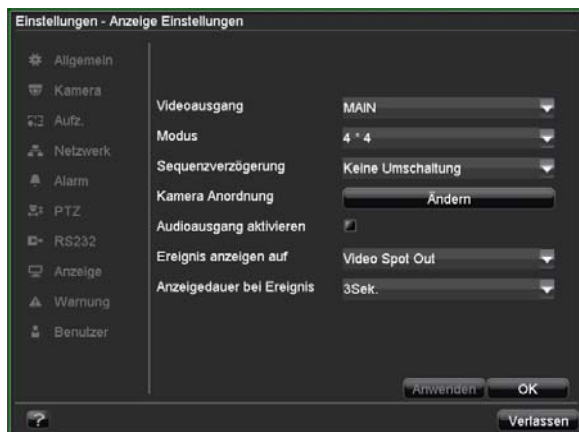 Einstellungen - Anzeige Einstellungen
Allgemein
Kamera
Aufz.
Netzwerk
Alarm
PTZ
RS232
Anzeige
Warnung
Benutzer
Videoausgang MAIN
Modus 4 * 4
Sequenzverzögerung Keine Umschaltung
Kamera Anordnung Ändern
Audioausgang aktivieren
Ereignis anzeigen auf Video Spot Out
Anzeigedauer bei Ereignis 3Sek.
Anwenden OK
? Verlassen